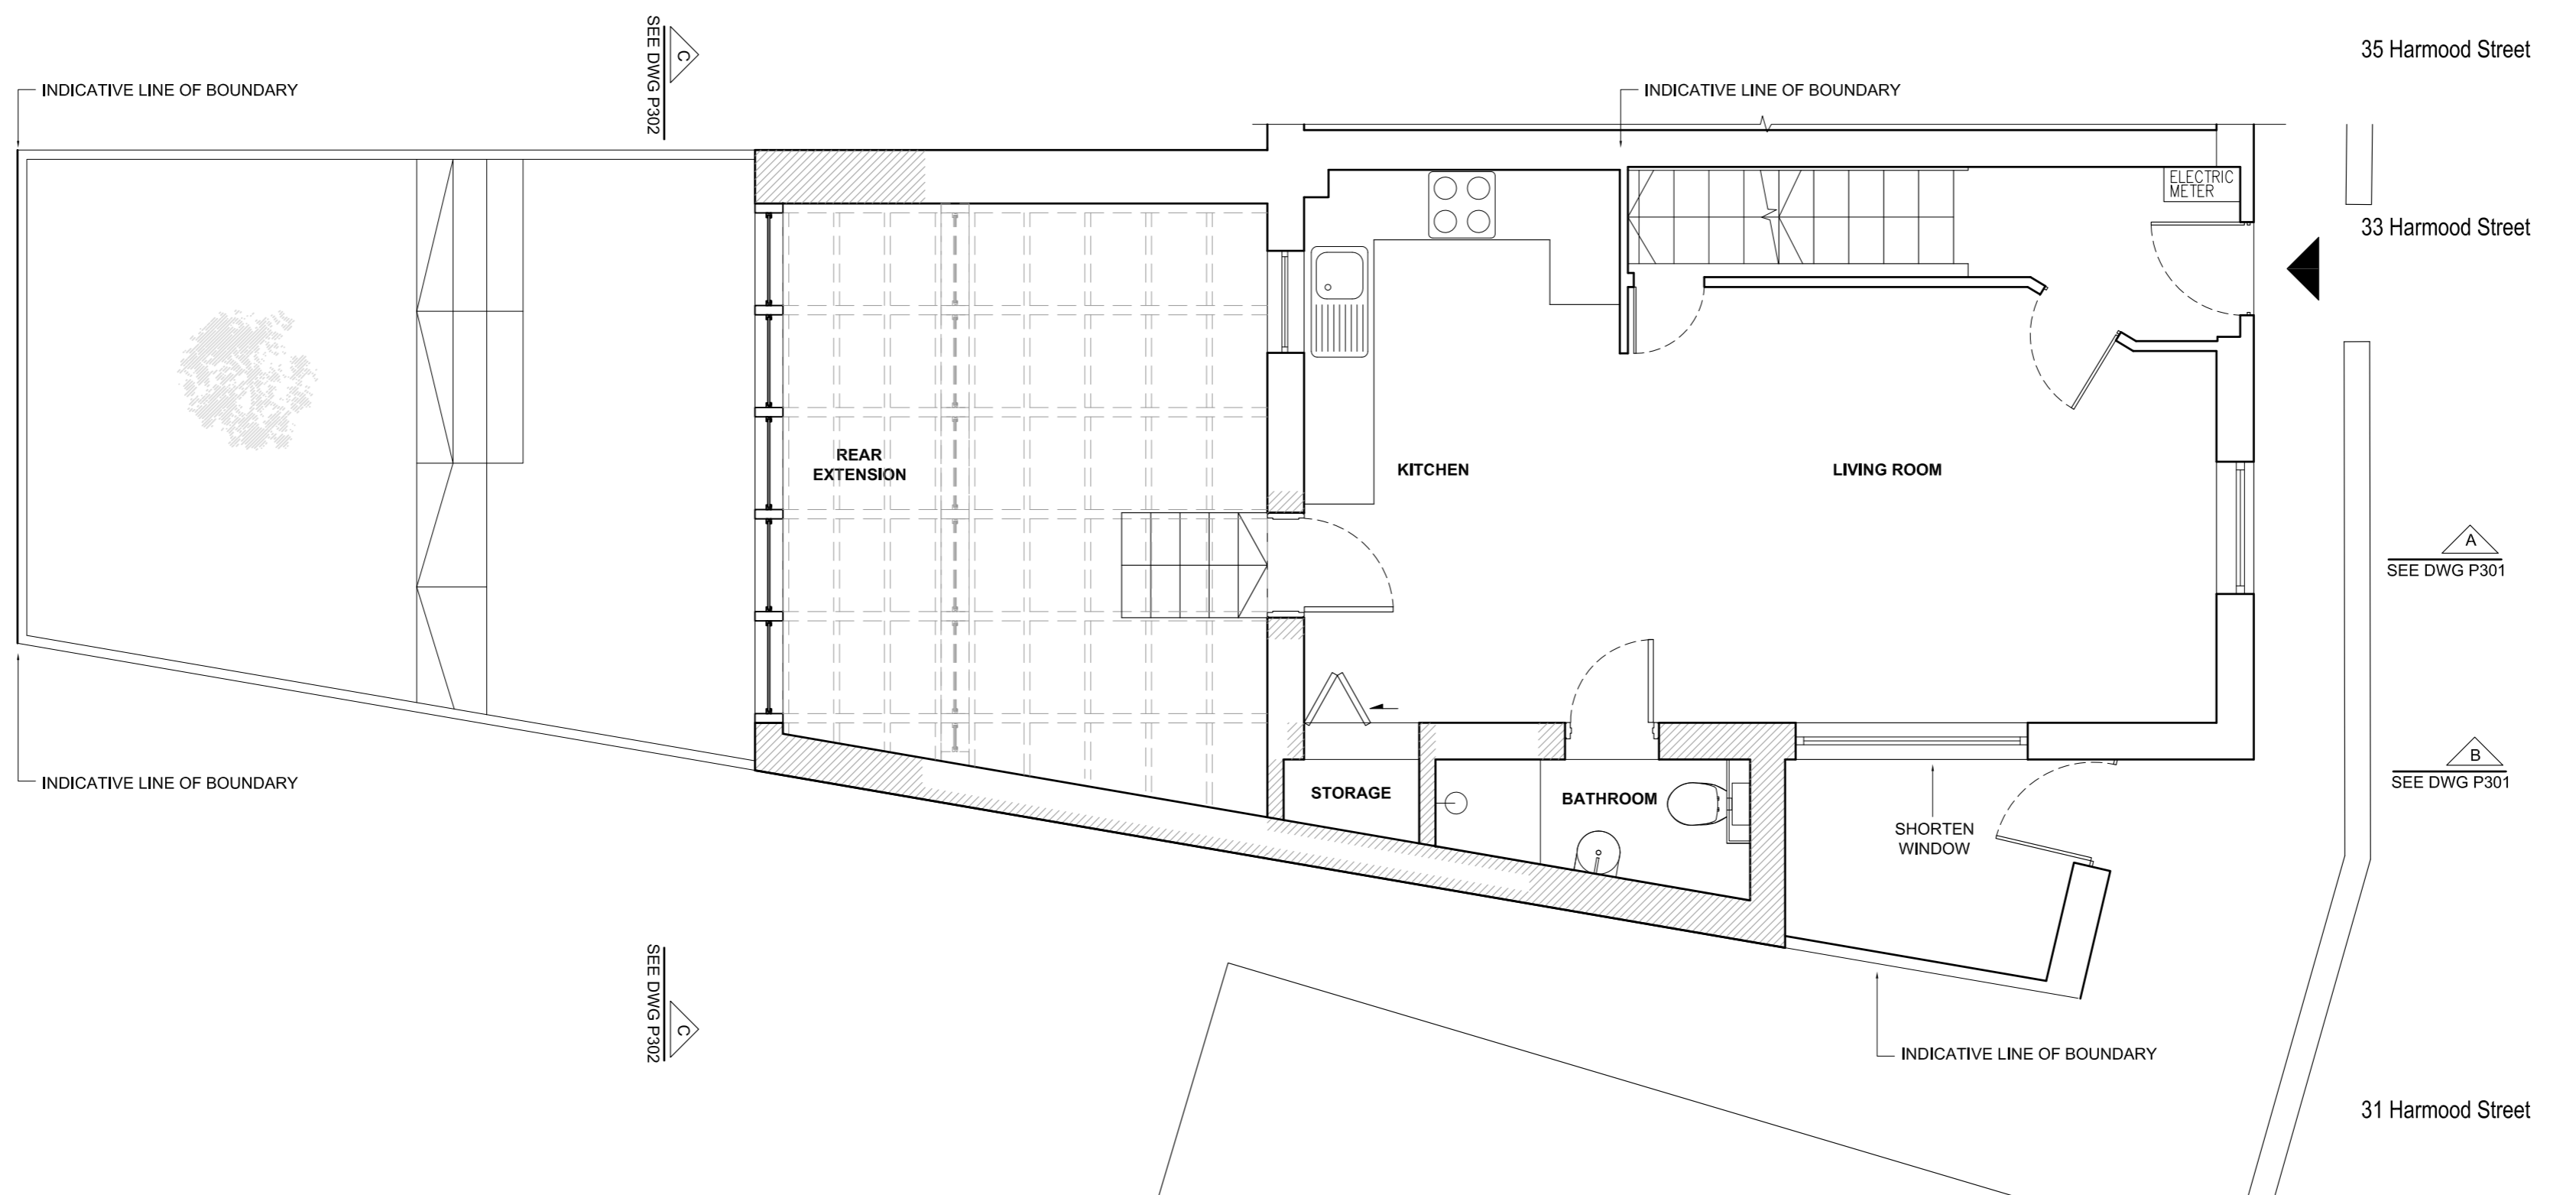 35 Harmood Street
SEE DWG P302
C
INDICATIVE LINE OF BOUNDARY
INDICATIVE LINE OF BOUNDARY
ELECTRIC
METER
33 Harmood Street
REAR
EXTENSION
KITCHEN
LIVING ROOM
A
SEE DWG P301
B
SEE DWG P301
INDICATIVE LINE OF BOUNDARY
STORAGE
BATHROOM
SHORTEN
WINDOW
SEE DWG P302
C
INDICATIVE LINE OF BOUNDARY
31 Harmood Street